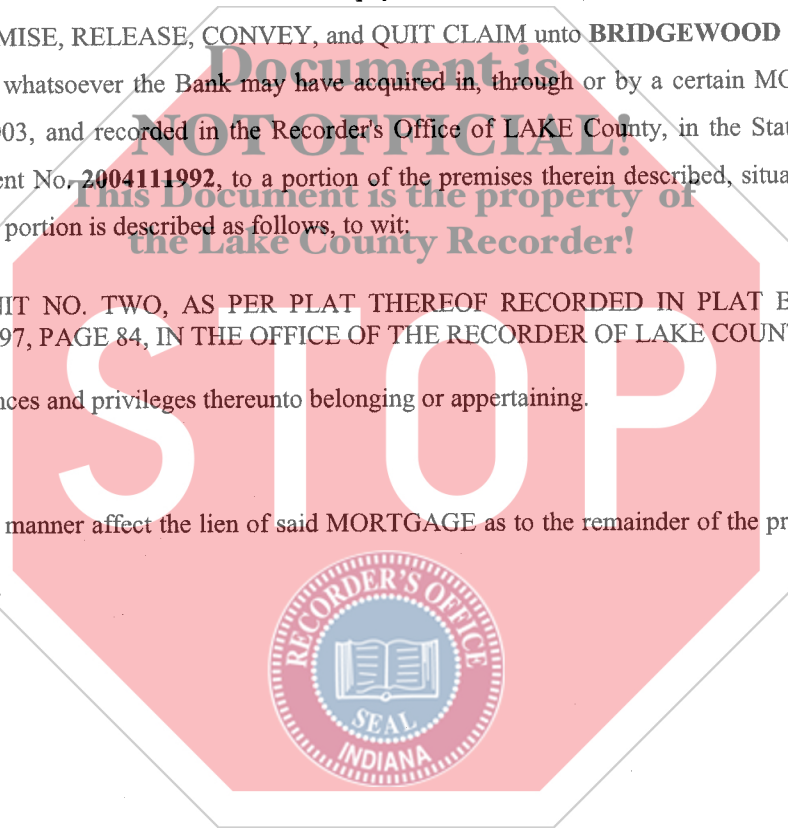 MISE, RELEASE, CONVEY, and QUIT CLAIM unto BRIDGEWOOD
whatsoever the Bank may have acquired in, through or by a certain MO
Document is
03, and recorded in the Recorder's Office of LAKE County, in the Stat
NOT OFFICIAL!
ent No. 2004111992, to a portion of the premises therein described, situa
This Document is the property of
portion is described as follows, to wit:
the Lake County Recorder!
IT NO. TWO, AS PER PLAT THEREOF RECORDED IN PLAT B
97, PAGE 84, IN THE OFFICE OF THE RECORDER OF LAKE COUN
nces and privileges thereunto belonging or appertaining.
STOP
manner affect the lien of said MORTGAGE as to the remainder of the pr
RECORDER'S OFFICE
SEAL
INDIANA